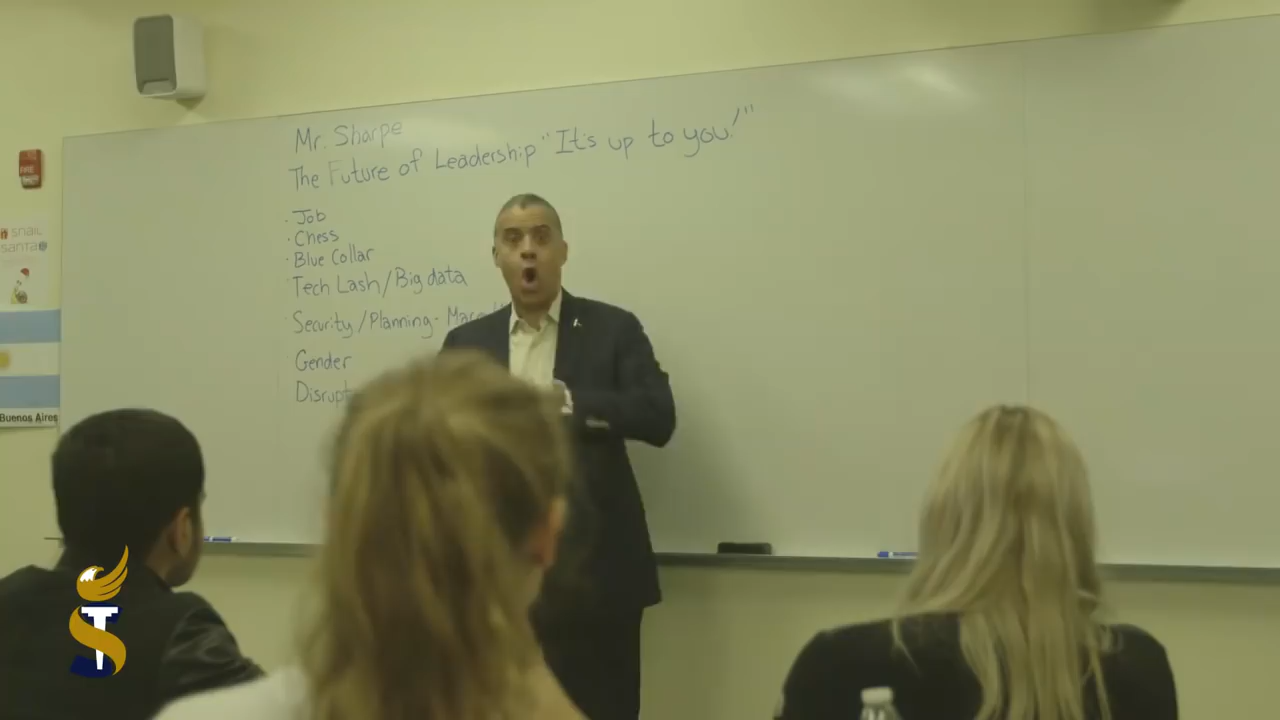 Mr. Sharpe
The Future of Leadership "It's up to you!"
· Job
· Chess
· Blue Collar
Tech Lash/Big data
Security/Planning-
Gender
snail
santa
Buenos Aires
FIRE